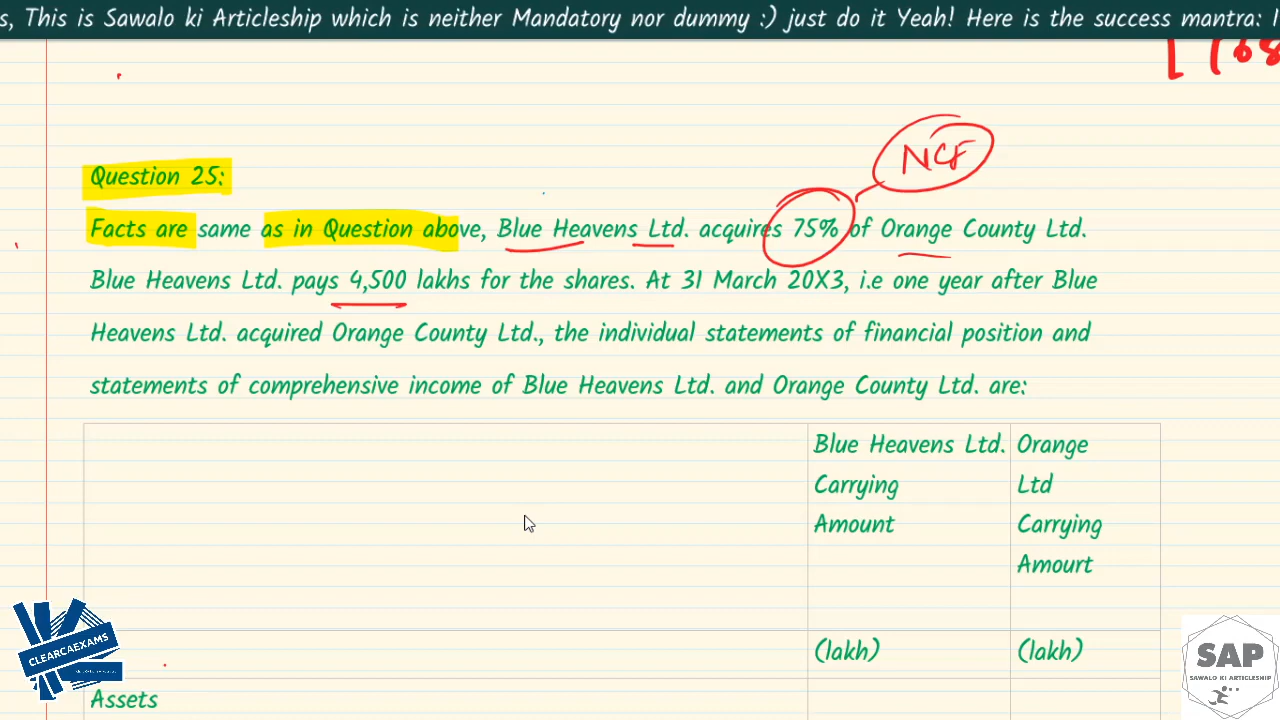 s, This is Sawalo ki Articleship which is neither Mandatory nor dummy :) just do it Yeah! Here is the success mantra: I
Question 25:
NCF
Facts are same as in Question above, Blue Heavens Ltd. acquires 75% of Orange County Ltd.
Blue Heavens Ltd. pays 4,500 lakhs for the shares. At 31 March 20X3, i.e one year after Blue
Heavens Ltd. acquired Orange County Ltd., the individual statements of financial position and
statements of comprehensive income of Blue Heavens Ltd. and Orange County Ltd. are:
Blue Heavens Ltd. Orange
Carrying Ltd
Amount Carrying
Amourt
(lakh) (lakh)
Assets
CLEARCAEXAMS
SAP
SAWALO KI ARTICLESHIP